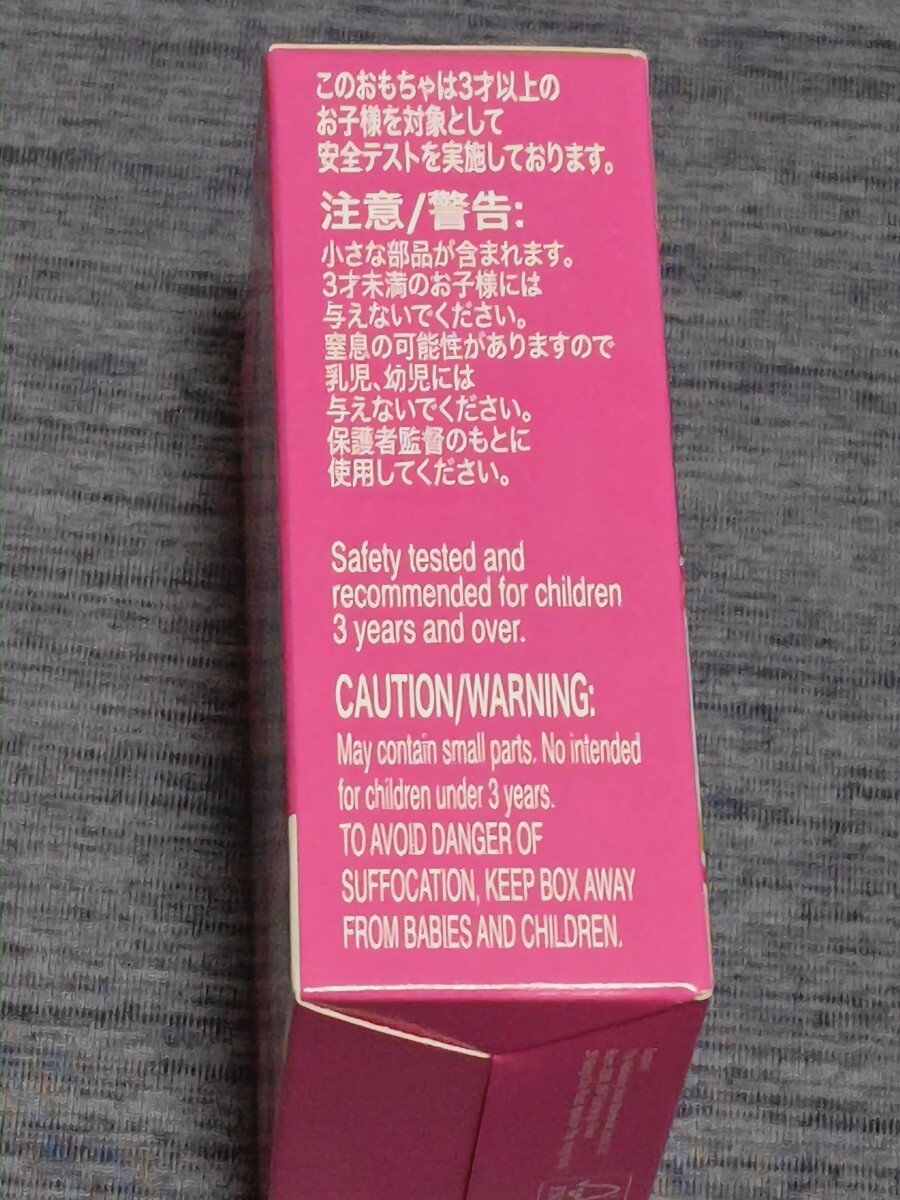 このおもちゃは3才以上の
お子様を対象として
安全テストを実施しております。
注意/警告:
小さな部品が含まれます。
3才未満のお子様には
与えないでください。
窒息の可能性がありますので
乳児、幼児には
与えないでください。
保護者監督のもとに
使用してください。
Safety tested and
recommended for children
3 years and over.
CAUTION/WARNING:
May contain small parts. No intended
for children under 3 years.
TO AVOID DANGER OF
SUFFOCATION, KEEP BOX AWAY
FROM BABIES AND CHILDREN.